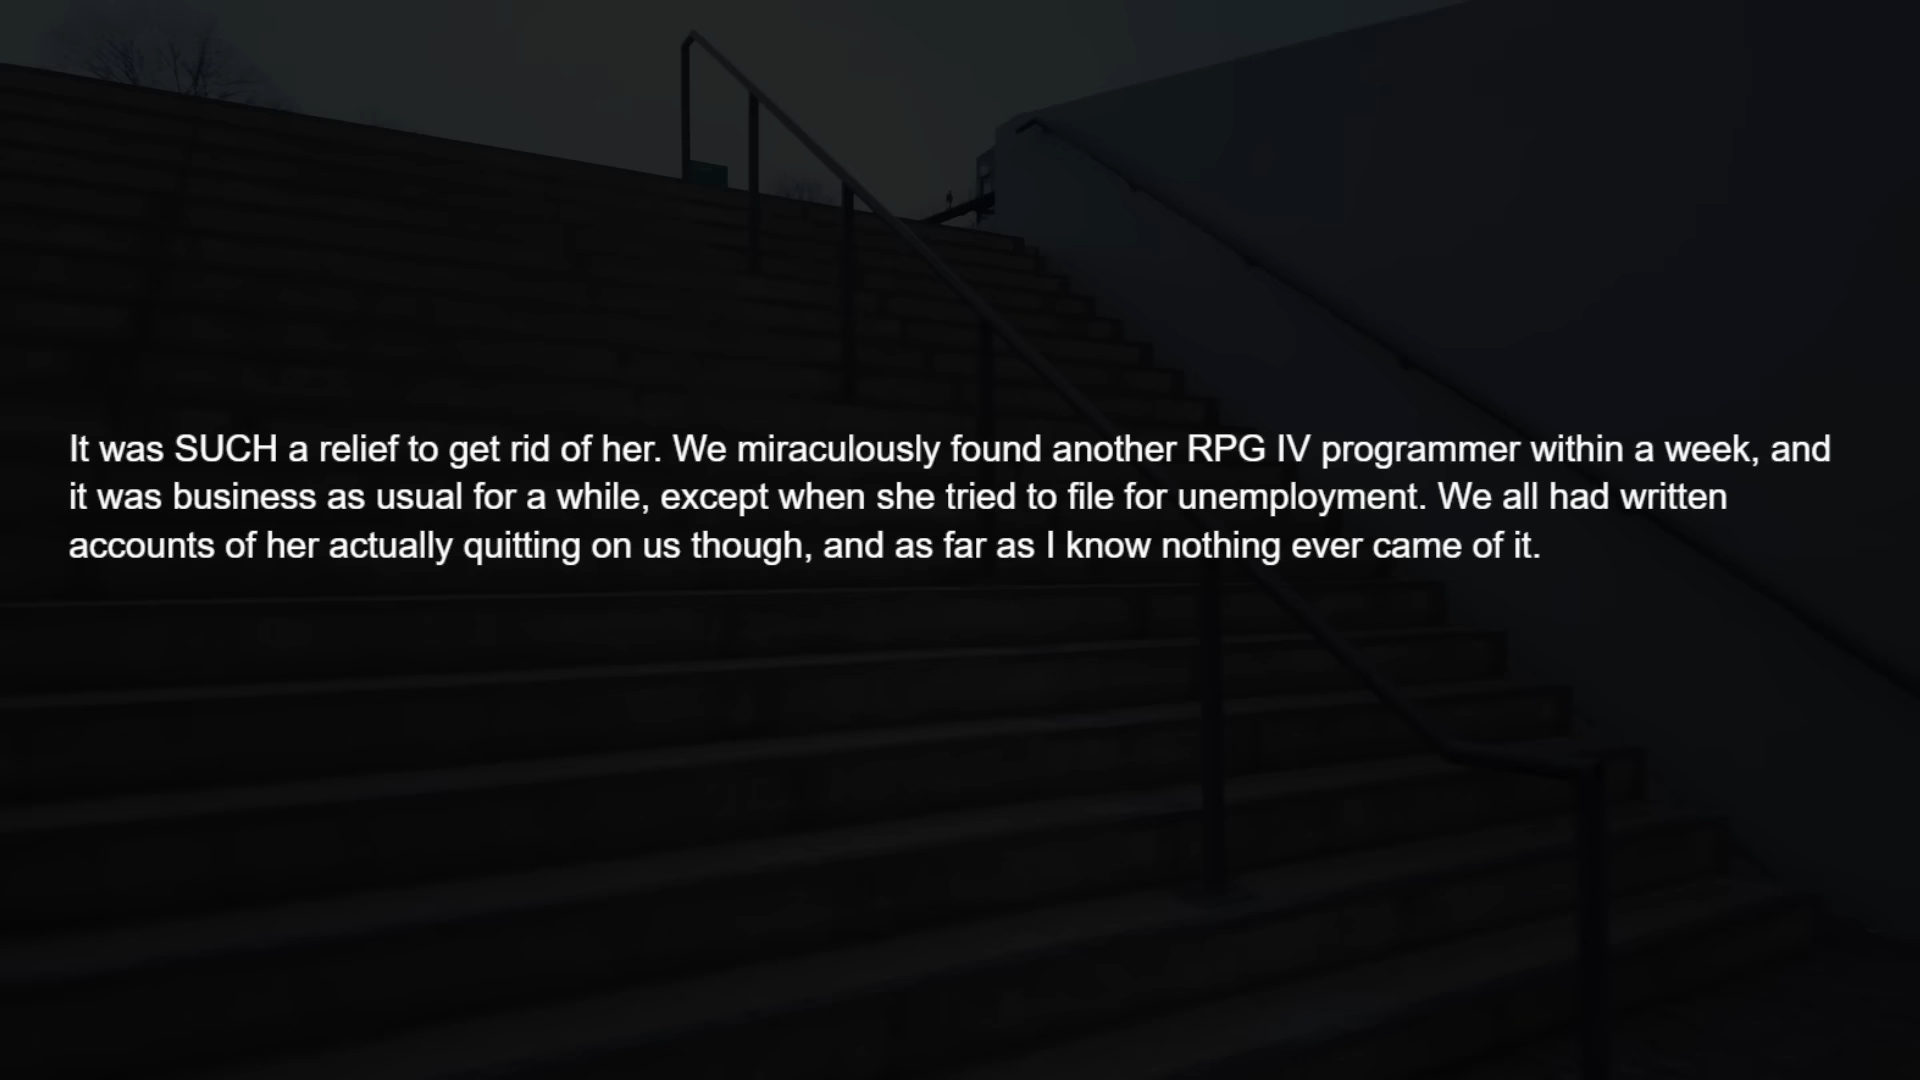 It was SUCH a relief to get rid of her. We miraculously found another RPG IV programmer within a week, and
it was business as usual for a while, except when she tried to file for unemployment. We all had written
accounts of her actually quitting on us though, and as far as I know nothing ever came of it.